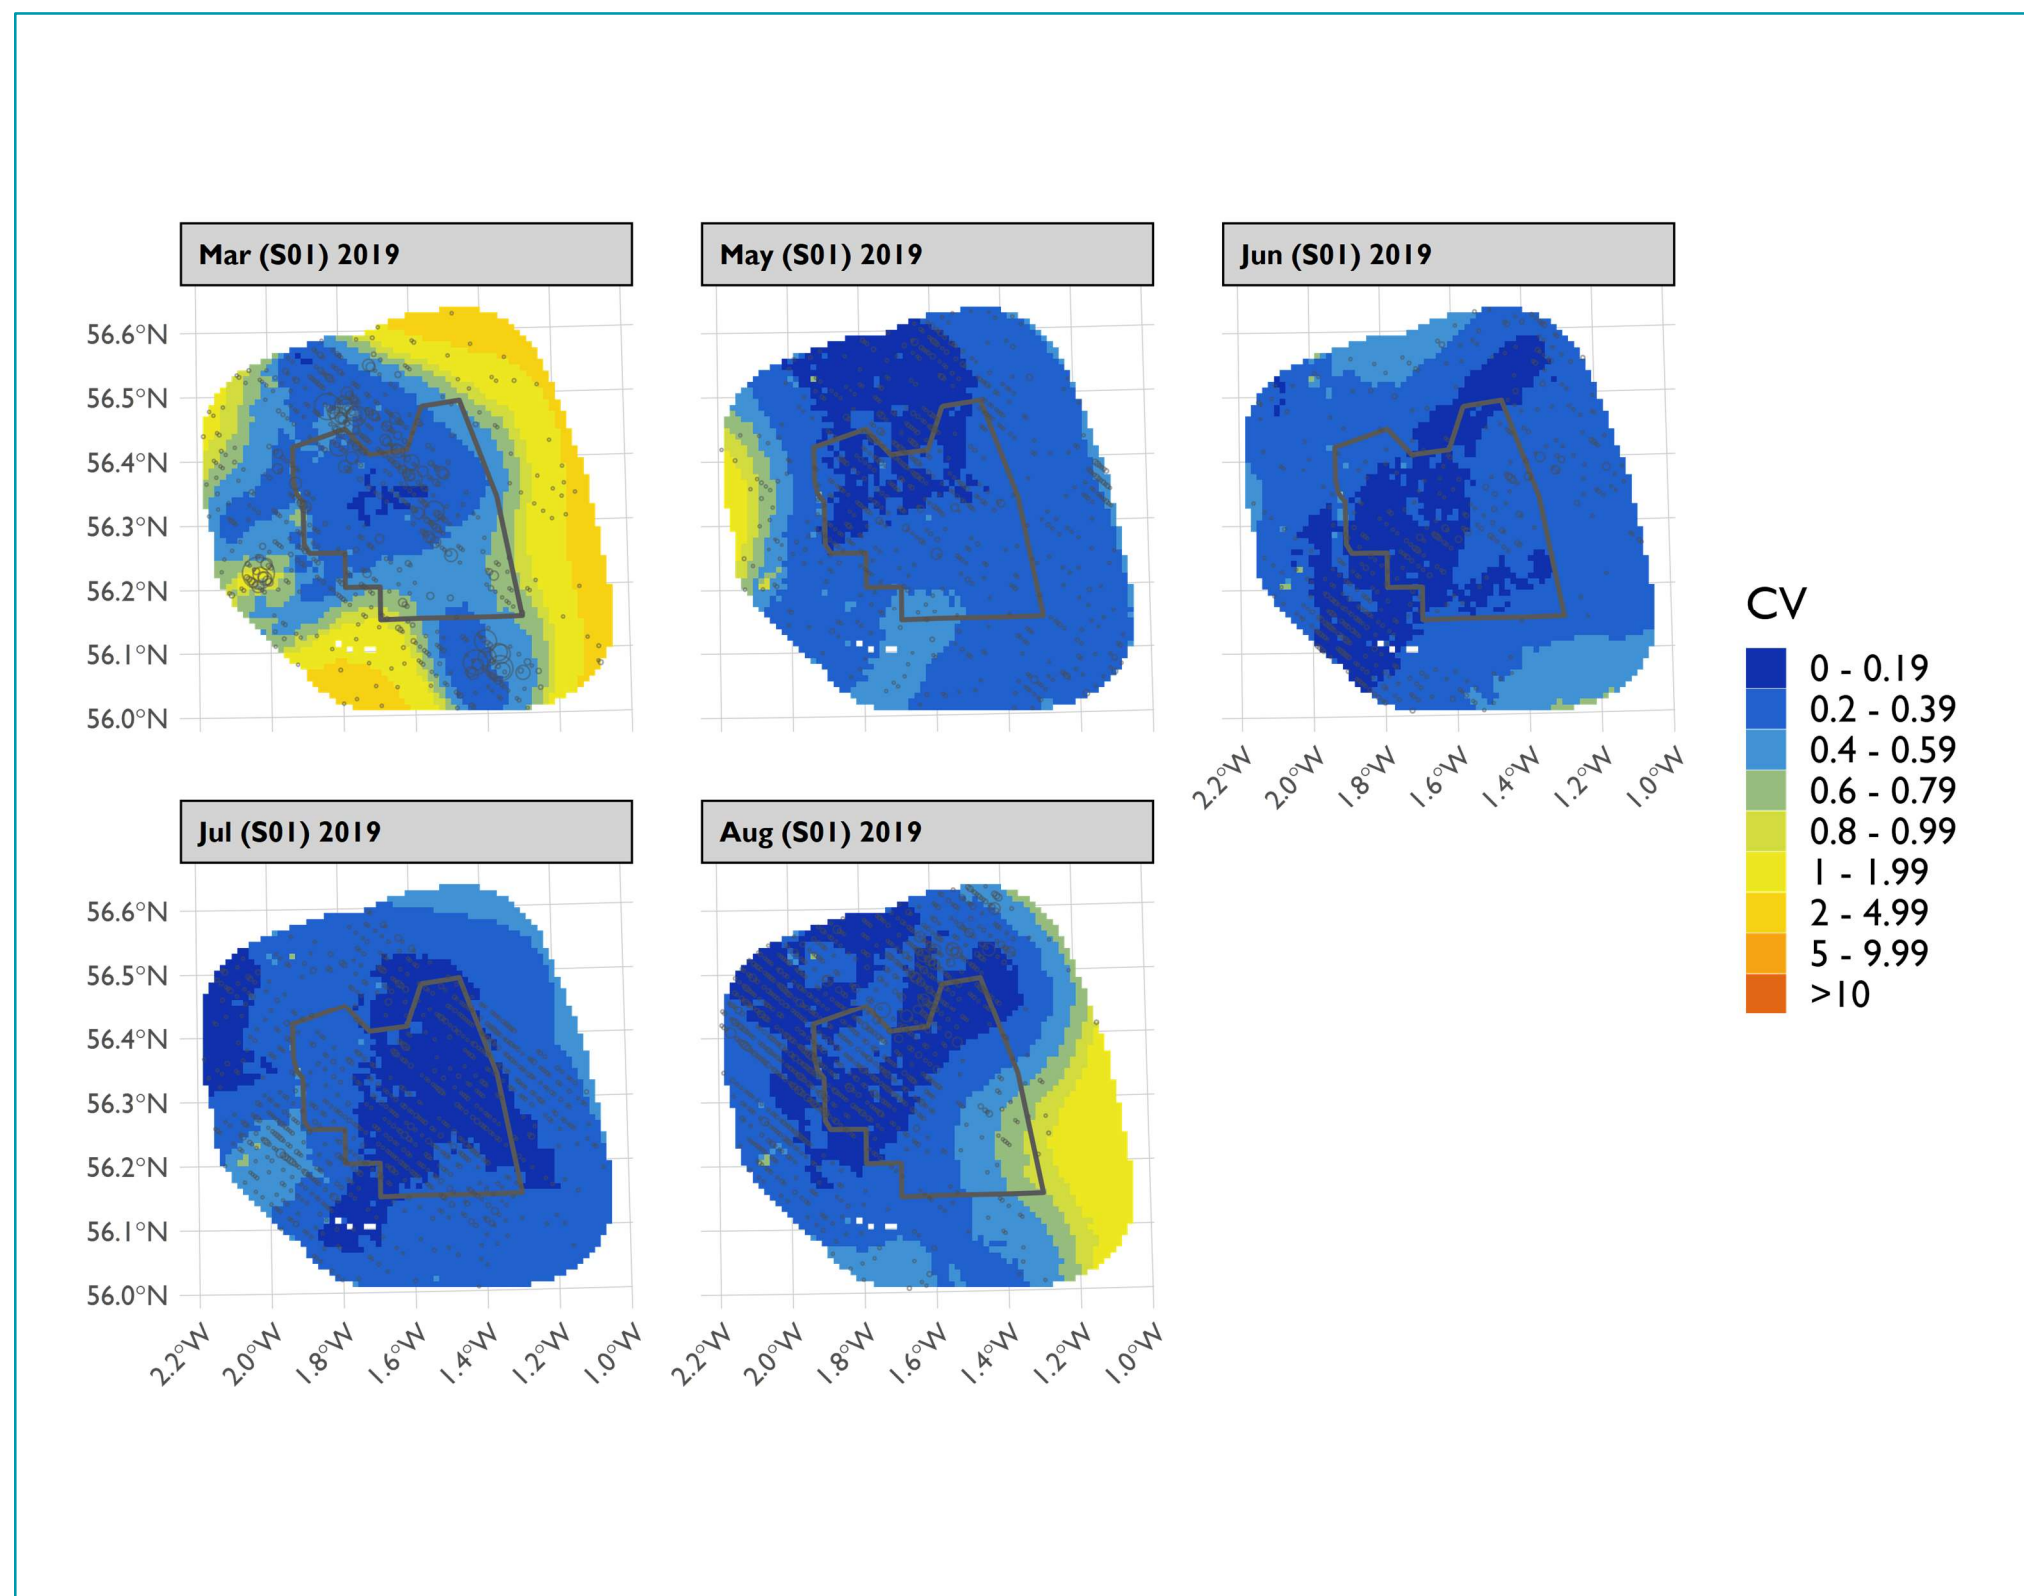 Mar (S01) 2019
May (S01) 2019
Jun (S01) 2019
56.6°N
56.5°N
56.4°N
56.3°N
56.2°N
56.1°N
56.0°N
2.2°W 2.0°W 1.8°W 1.6°W 1.4°W 1.2°W 1.0°W
Jul (S01) 2019
Aug (S01) 2019
56.6°N
56.5°N
56.4°N
56.3°N
56.2°N
56.1°N
56.0°N
2.2°W 2.0°W 1.8°W 1.6°W 1.4°W 1.2°W 1.0°W
2.2°W 2.0°W 1.8°W 1.6°W 1.4°W 1.2°W 1.0°W
CV
0 - 0.19
0.2 - 0.39
0.4 - 0.59
0.6 - 0.79
0.8 - 0.99
1 - 1.99
2 - 4.99
5 - 9.99
>10